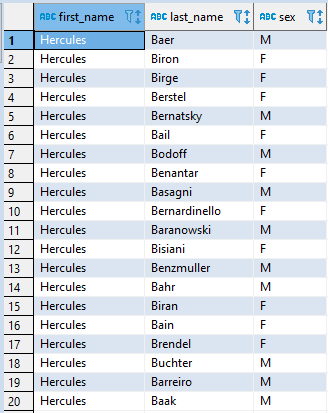 ABC first_name ABC last_name ABC sex
1 Hercules Baer M
2 Hercules Biron F
3 Hercules Birge F
4 Hercules Berstel F
5 Hercules Bernatsky M
6 Hercules Bail F
7 Hercules Bodoff M
8 Hercules Benantar F
9 Hercules Basagni M
10 Hercules Bernardinello F
11 Hercules Baranowski M
12 Hercules Bisiani F
13 Hercules Benzmuller M
14 Hercules Bahr M
15 Hercules Biran F
16 Hercules Bain F
17 Hercules Brendel F
18 Hercules Buchter M
19 Hercules Barreiro M
20 Hercules Baak M